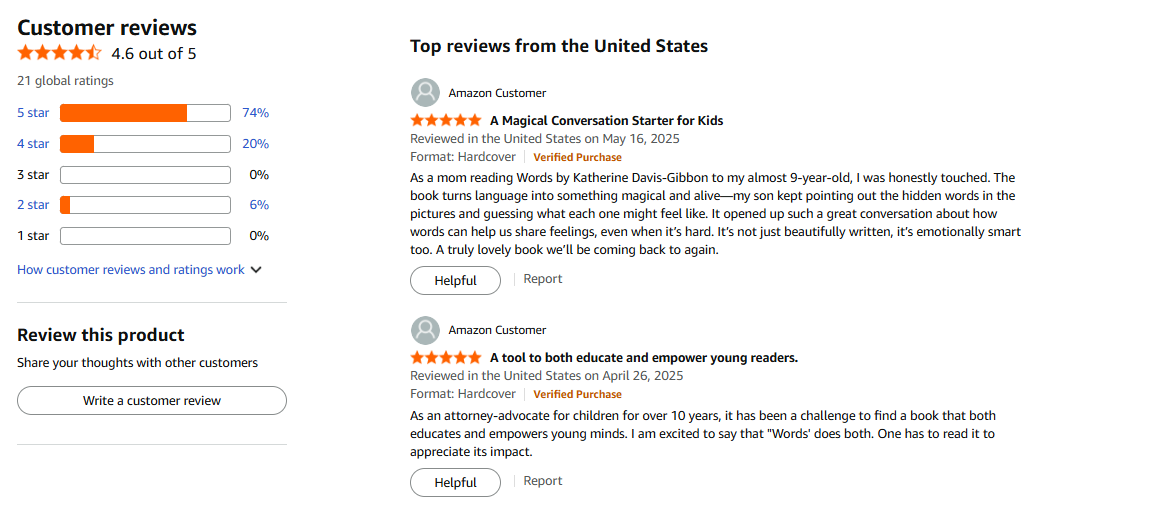 Customer reviews
4.6 out of 5
21 global ratings
5 star 74%
4 star 20%
3 star 0%
2 star 6%
1 star 0%
How customer reviews and ratings work
Review this product
Share your thoughts with other customers
Write a customer review
Top reviews from the United States
Amazon Customer
A Magical Conversation Starter for Kids
Reviewed in the United States on May 16, 2025
Format: Hardcover Verified Purchase
As a mom reading Words by Katherine Davis-Gibbon to my almost 9-year-old, I was honestly touched. The
book turns language into something magical and alive—my son kept pointing out the hidden words in the
pictures and guessing what each one might feel like. It opened up such a great conversation about how
words can help us share feelings, even when it’s hard. It’s not just beautifully written, it’s emotionally smart
too. A truly lovely book we’ll be coming back to again.
Helpful Report
Amazon Customer
A tool to both educate and empower young readers.
Reviewed in the United States on April 26, 2025
Format: Hardcover Verified Purchase
As an attorney-advocate for children for over 10 years, it has been a challenge to find a book that both
educates and empowers young minds. I am excited to say that "Words' does both. One has to read it to
appreciate its impact.
Helpful Report